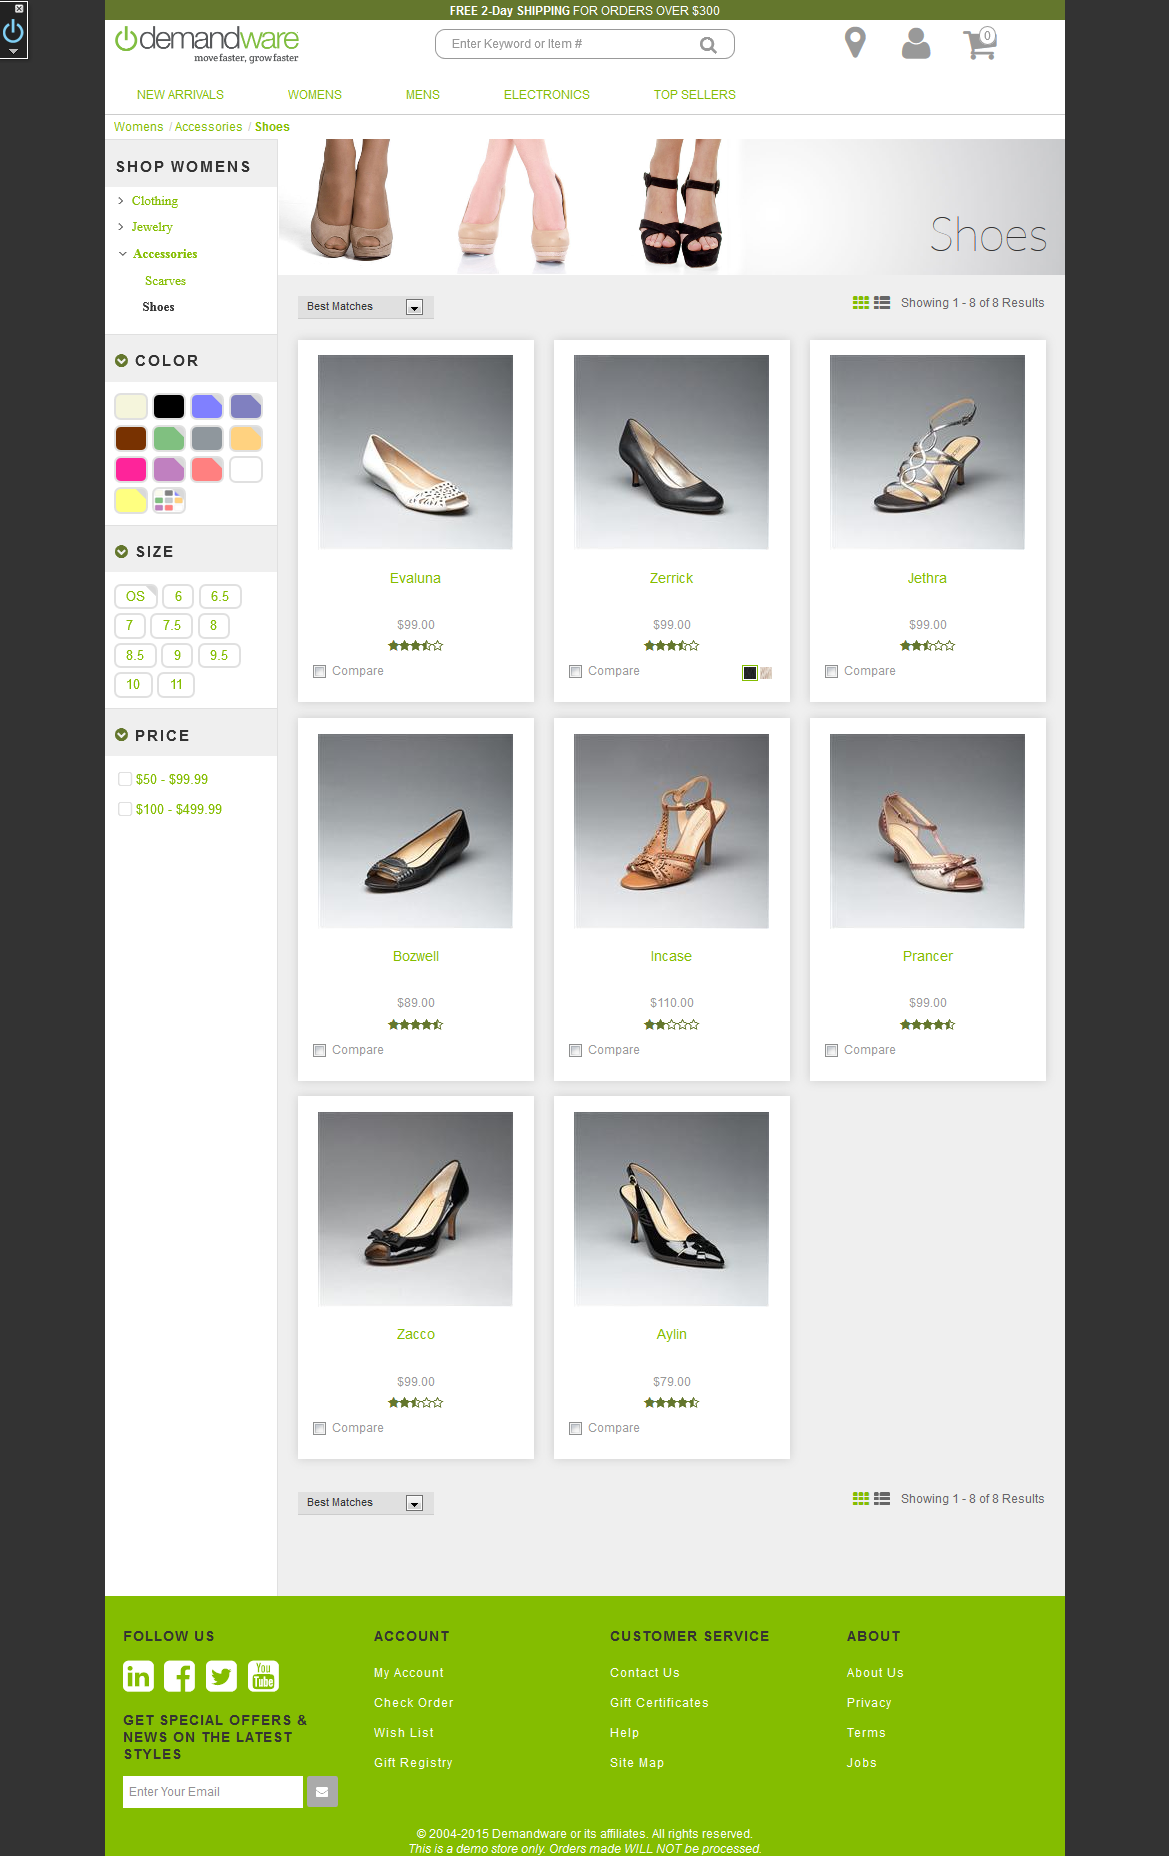 FREE 2-Day SHIPPING FOR ORDERS OVER $300
demandware
move faster, grow faster
Enter Keyword or Item #
0
NEW ARRIVALS WOMENS MENS ELECTRONICS TOP SELLERS
Womens / Accessories / Shoes
SHOP WOMENS
Clothing
Jewelry
Accessories
Scarves
Shoes
COLOR
SIZE
OS 6 6.5
7 7.5 8
8.5 9 9.5
10 11
PRICE
$50 - $99.99
$100 - $499.99
Shoes
Best Matches
Showing 1 - 8 of 8 Results
Evaluna
$99.00
Compare
Zerrick
$99.00
Compare
Jethra
$99.00
Compare
Bozwell
$89.00
Compare
Incase
$110.00
Compare
Prancer
$99.00
Compare
Zacco
$99.00
Compare
Aylin
$79.00
Compare
Best Matches
Showing 1 - 8 of 8 Results
FOLLOW US
in
You
Tube
GET SPECIAL OFFERS &
NEWS ON THE LATEST
STYLES
Enter Your Email
ACCOUNT
My Account
Check Order
Wish List
Gift Registry
CUSTOMER SERVICE
Contact Us
Gift Certificates
Help
Site Map
ABOUT
About Us
Privacy
Terms
Jobs
© 2004-2015 Demandware or its affiliates. All rights reserved.
This is a demo store only. Orders made WILL NOT be processed.